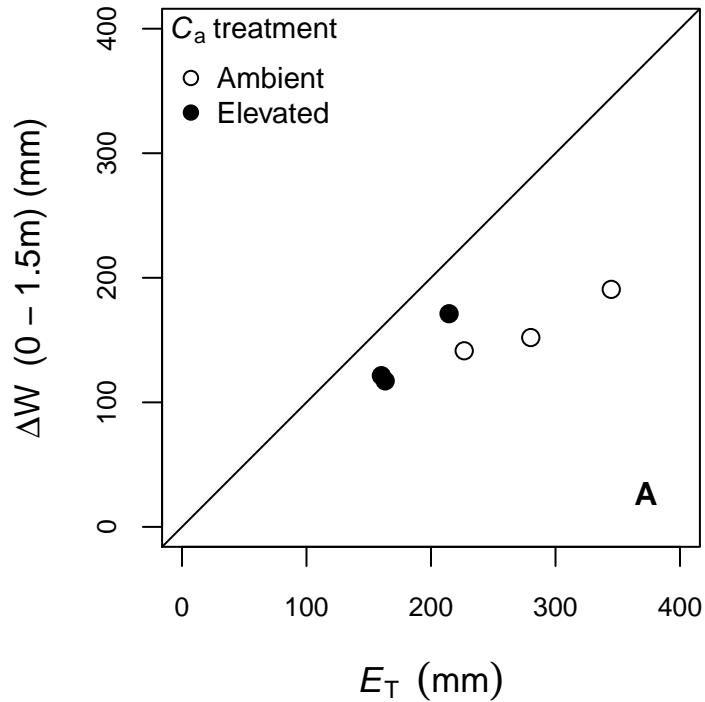 Cₐ treatment
Ambient
Elevated
400
300
200
100
0
ΔW (0 − 1.5m) (mm)
A
0 100 200 300 400
E_T (mm)